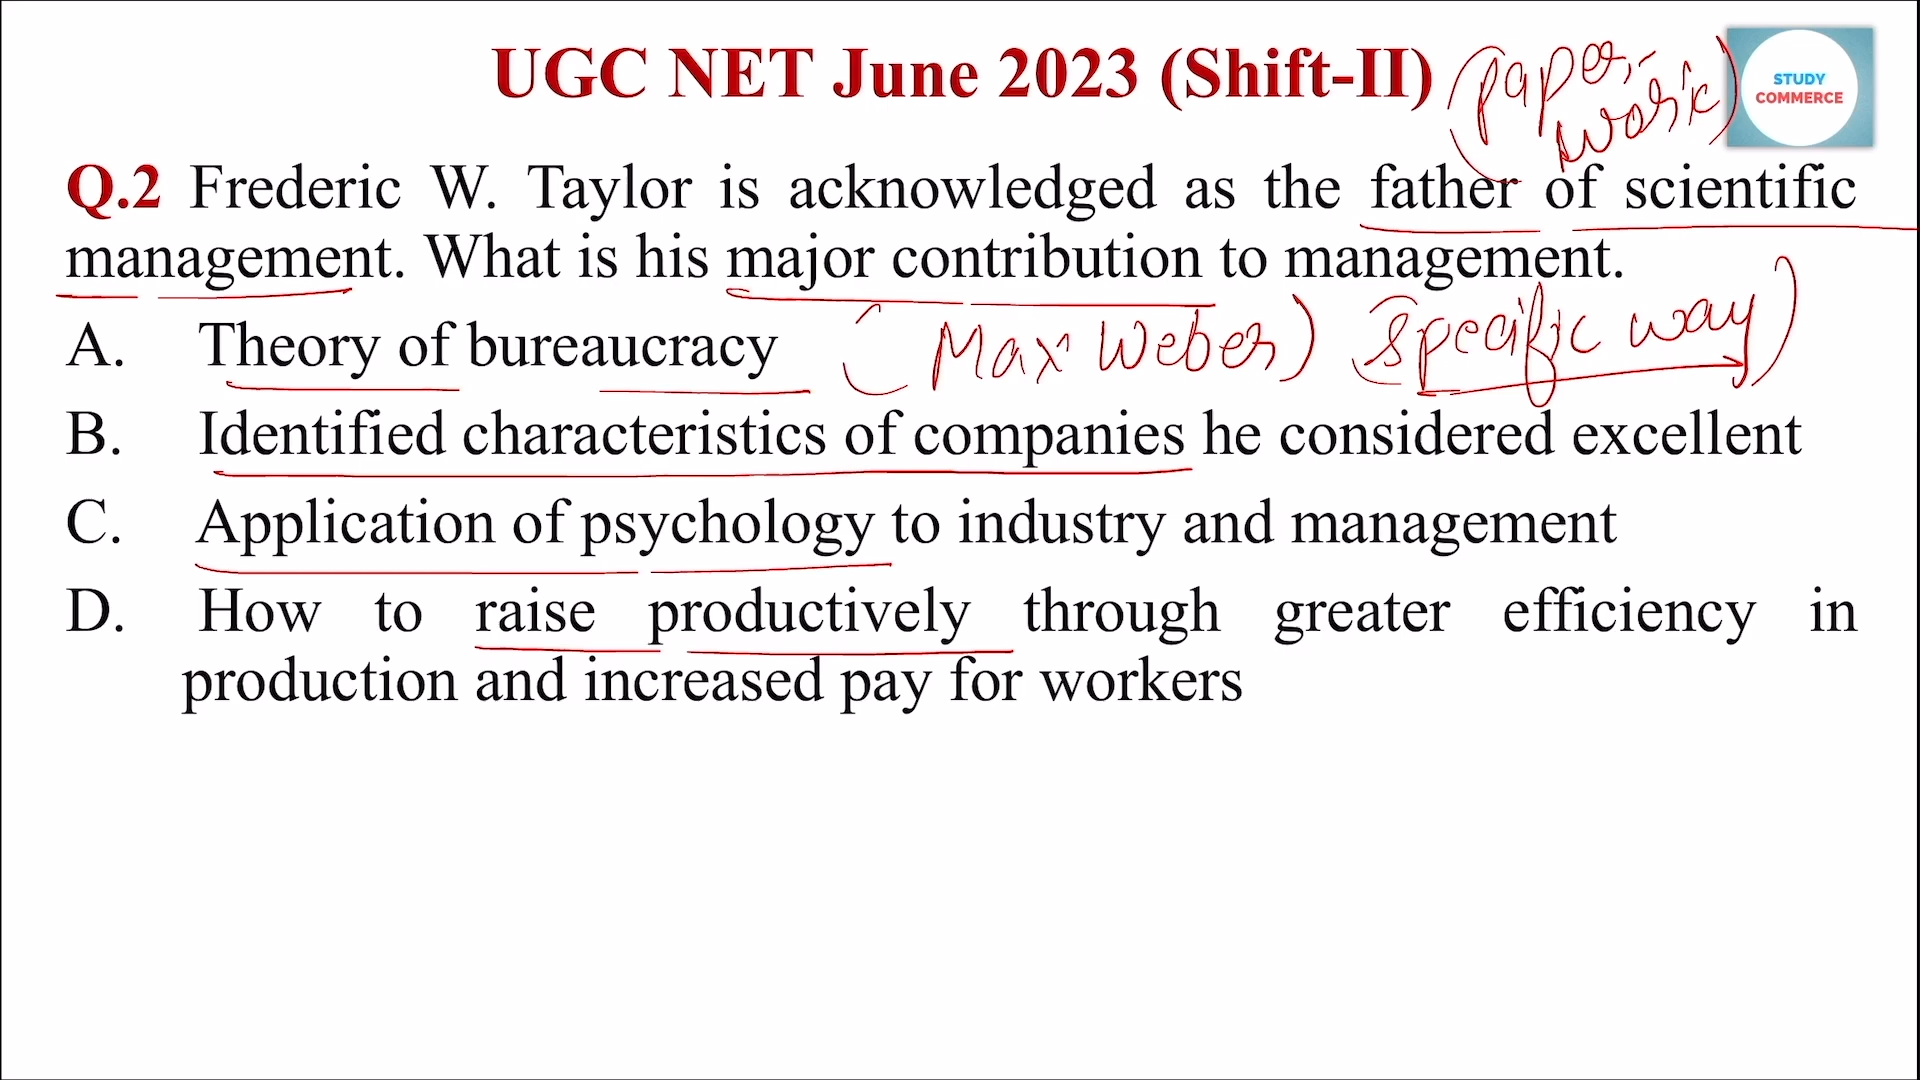 UGC NET June 2023 (Shift-II)
(Paper-
work)
STUDY
COMMERCE
Q.2 Frederic W. Taylor is acknowledged as the father of scientific
management. What is his major contribution to management.
A. Theory of bureaucracy (Max Weber) (specific way)
B. Identified characteristics of companies he considered excellent
C. Application of psychology to industry and management
D. How to raise productively through greater efficiency in
production and increased pay for workers